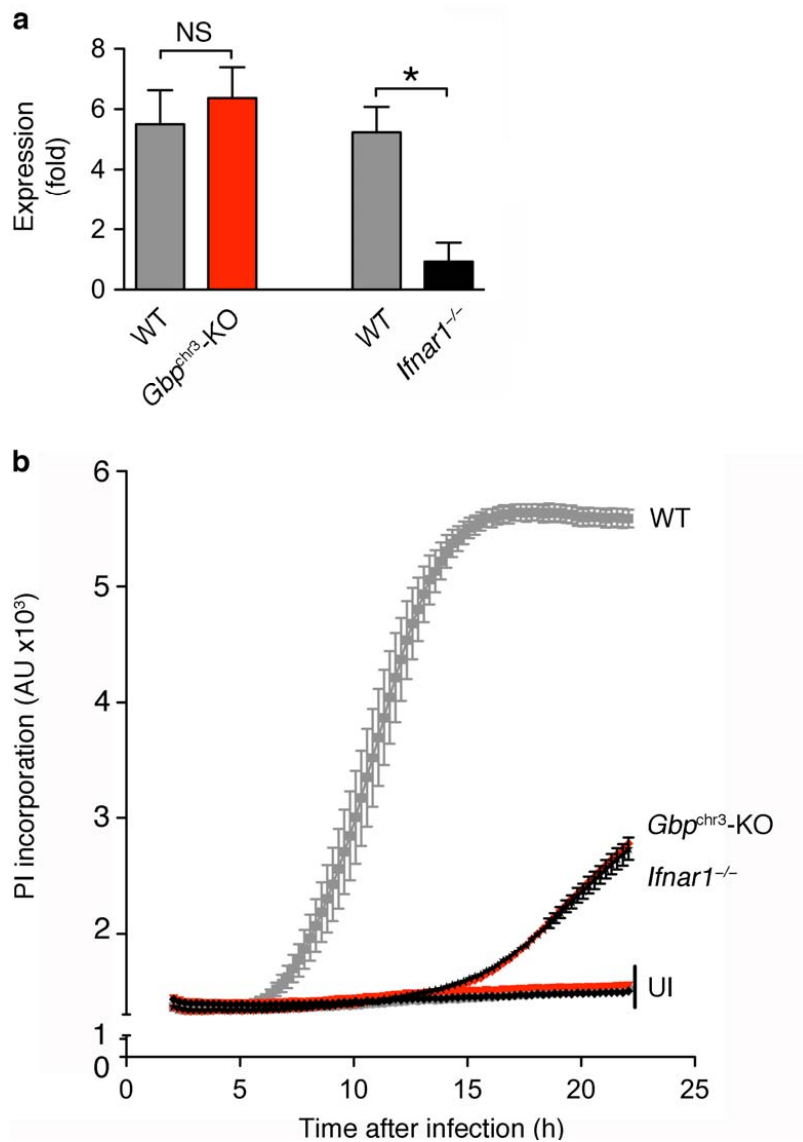 a
NS
*
8
6
4
2
0
Expression
(fold)
WT
Gbpchr3-KO
WT
Ifnar1–/–
b
6
5
4
3
2
1
0
PI incorporation (AU x10³)
WT
Gbpchr3-KO
Ifnar1–/–
UI
0
5
10
15
20
25
Time after infection (h)